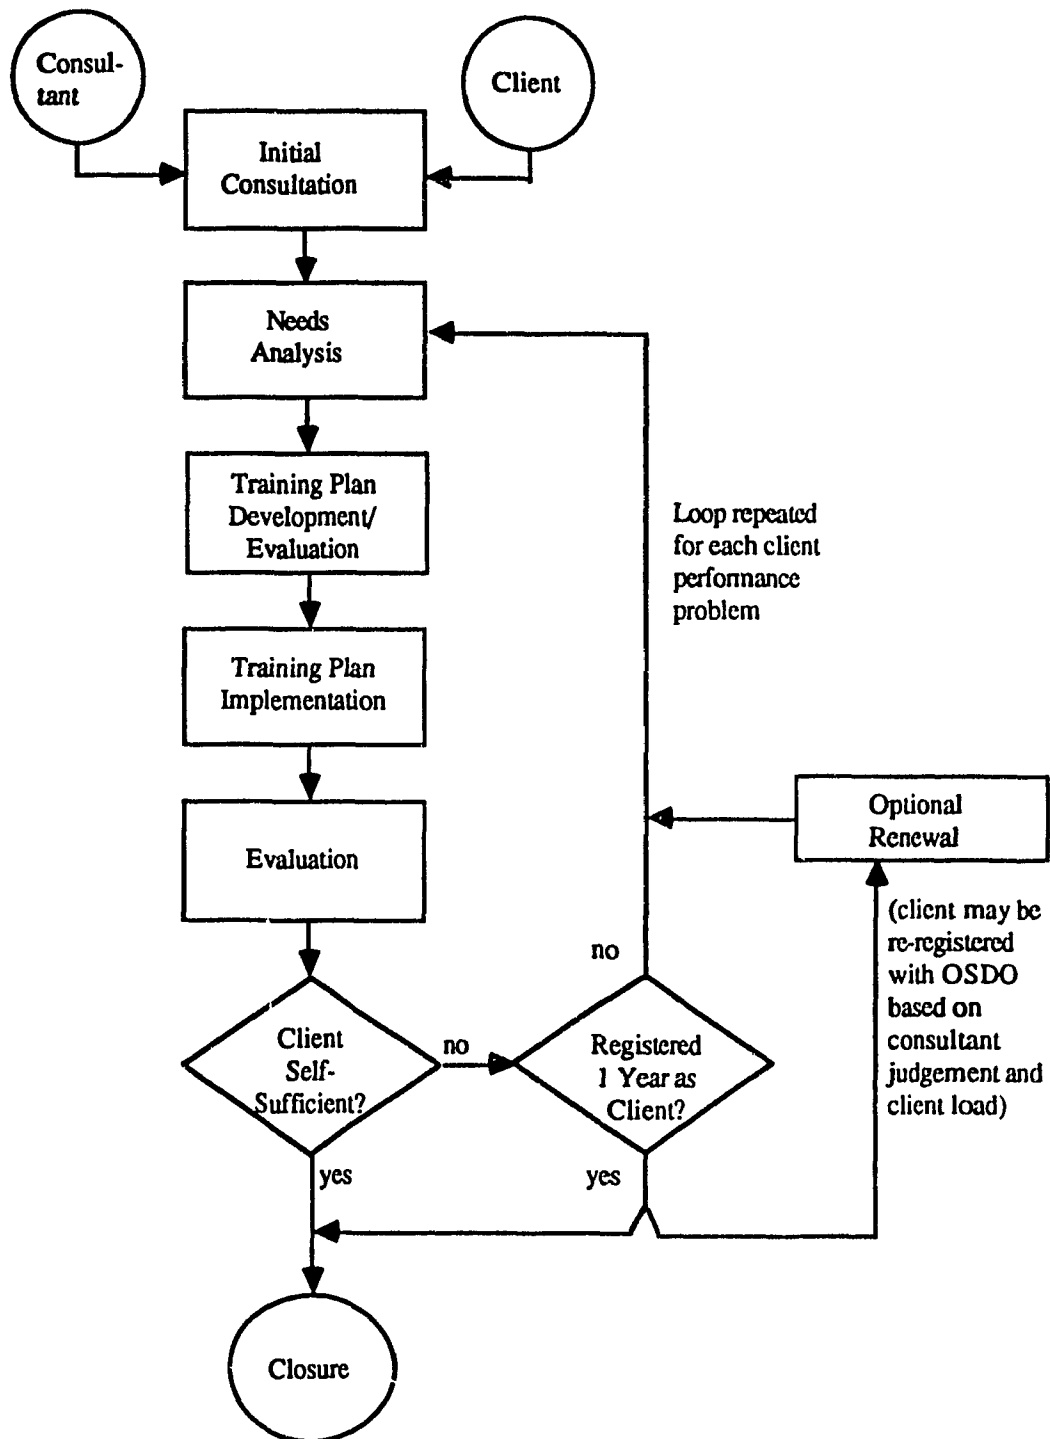 Consul-
tant
Client
Initial
Consultation
Needs
Analysis
Training Plan
Development/
Evaluation
Loop repeated
for each client
performance
problem
Training Plan
Implementation
Optional
Renewal
Evaluation
(client may be
re-registered
with OSDO
based on
consultant
judgement and
client load)
no
Client
Self-
Sufficient?
no
Registered
1 Year as
Client?
yes
yes
Closure